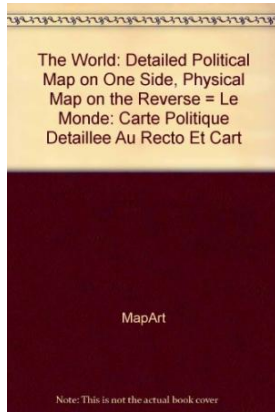 The World: Detailed Political
Map on One Side, Physical
Map on the Reverse = Le
Monde: Carte Politique
Detaillee Au Recto Et Cart
MapArt
Note: This is not the actual book cover